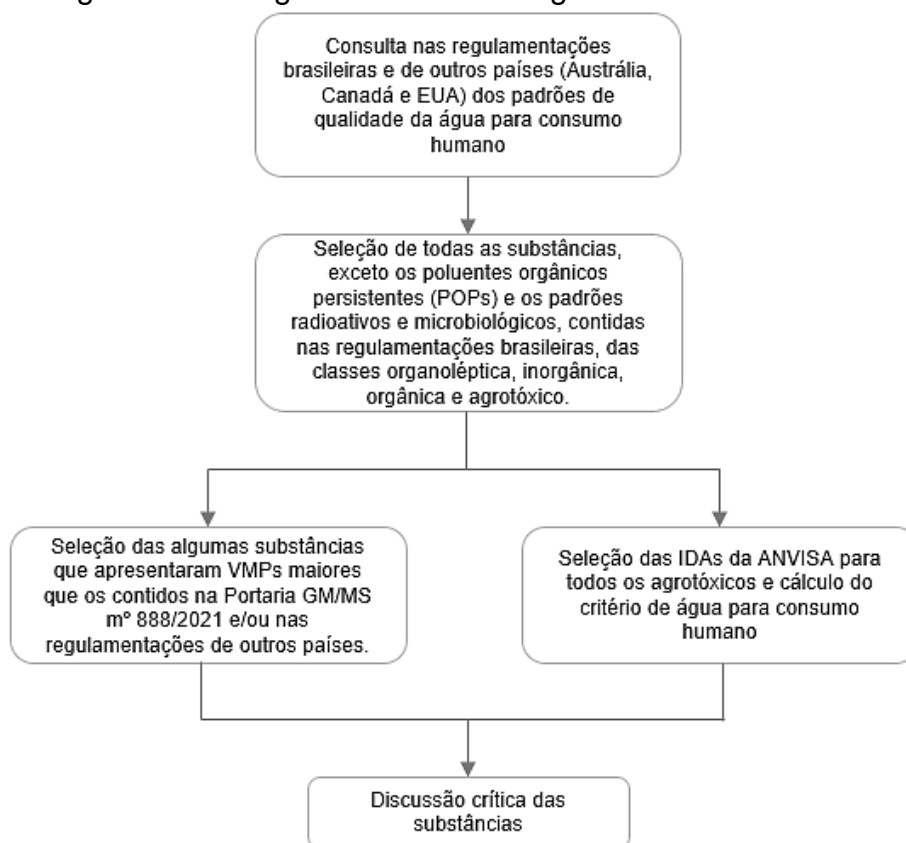 Consulta nas regulamentações
brasileiras e de outros países (Austrália,
Canadá e EUA) dos padrões de
qualidade da água para consumo
humano
Seleção de todas as substâncias,
exceto os poluentes orgânicos
persistentes (POPs) e os padrões
radioativos e microbiológicos, contidas
nas regulamentações brasileiras, das
classes organoléptica, inorgânica,
orgânica e agrotóxico.
Seleção das algumas substâncias
que apresentaram VMPs maiores
que os contidos na Portaria GM/MS
mº 888/2021 e/ou nas
regulamentações de outros países.
Seleção das IDAs da ANVISA para
todos os agrotóxicos e cálculo do
critério de água para consumo
humano
Discussão crítica das
substâncias